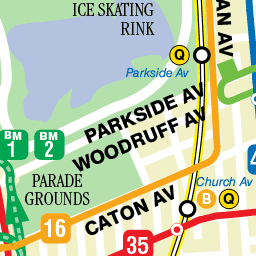 ICE SKATING
RINK
Q
Parkside Av
AN AV
PARKSIDE AV
WOODRUFF AV
BM
1
BM
2
4
PARADE
GROUNDS
Church Av
B
Q
CATON AV
16
35